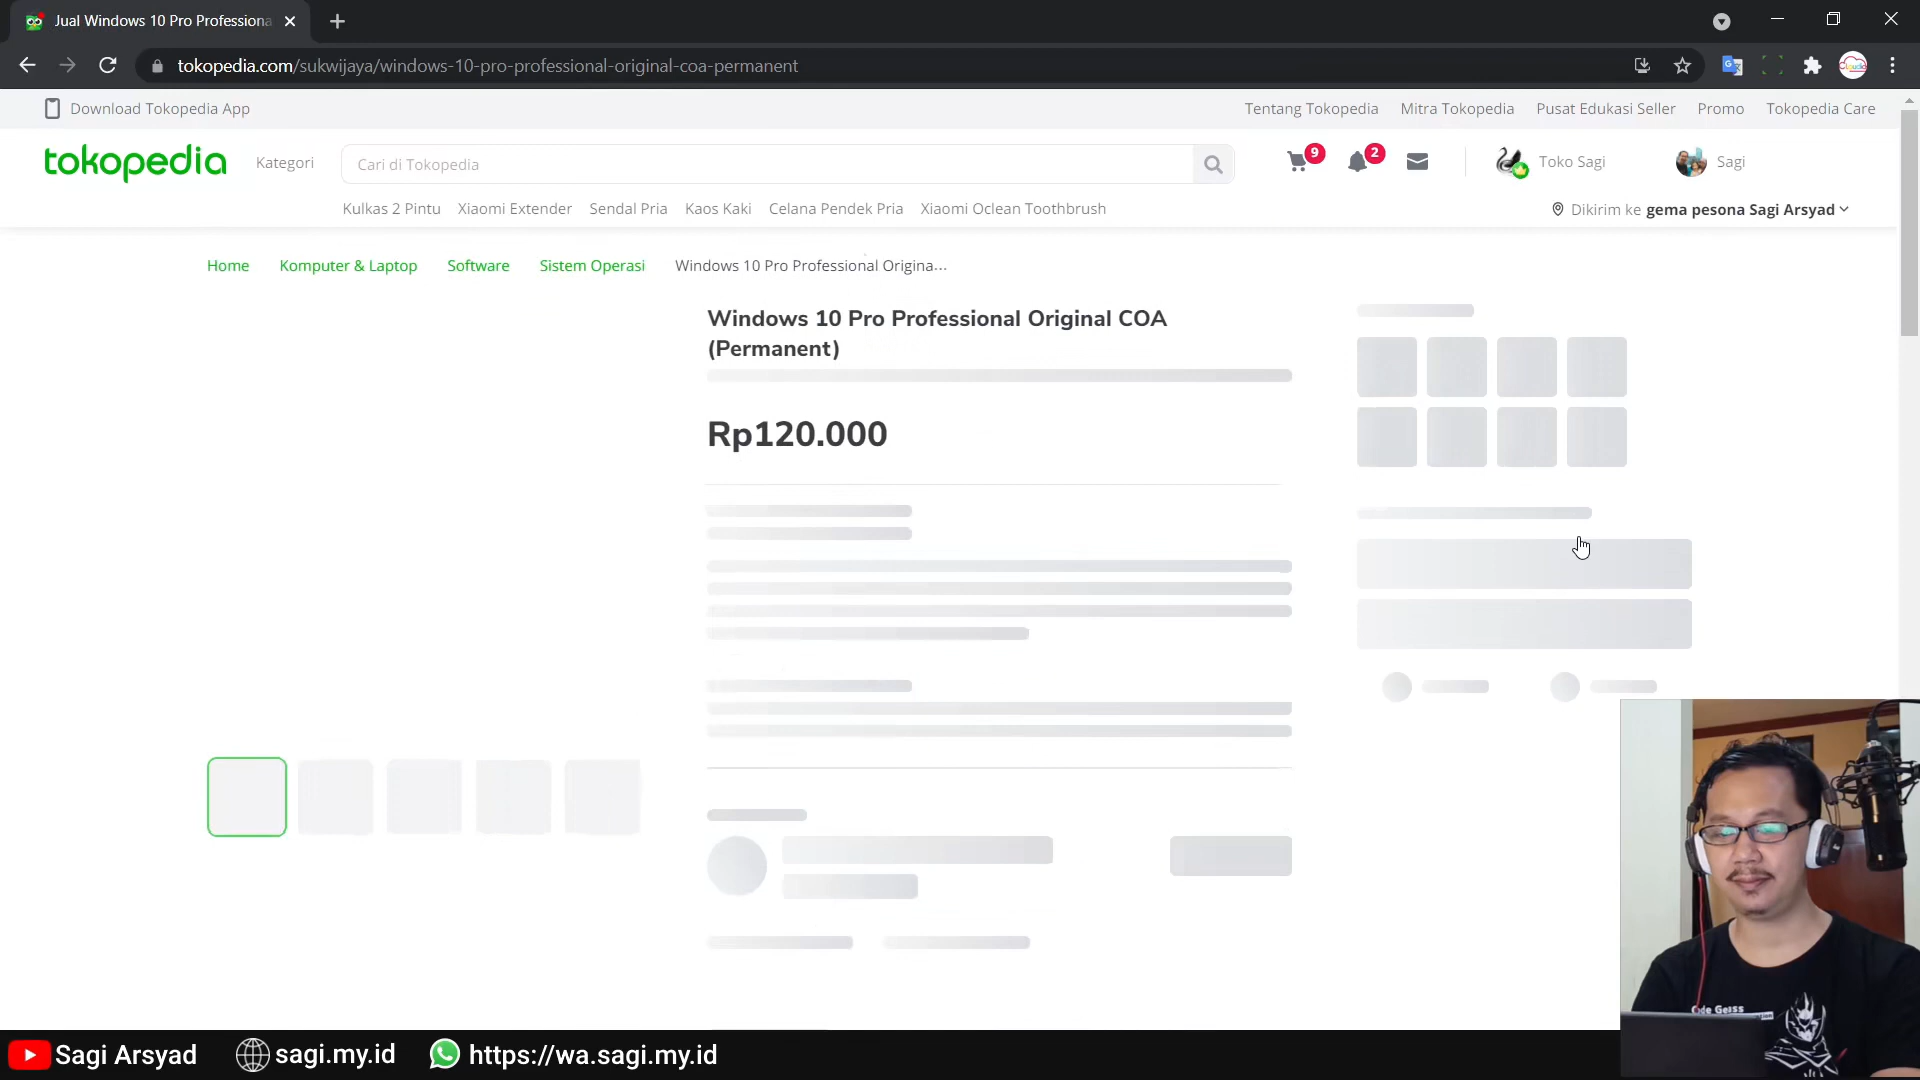 Jual Windows 10 Pro Professiona
tokopedia.com/sukwijaya/windows-10-pro-professional-original-coa-permanent
Download Tokopedia App
Tentang Tokopedia
Mitra Tokopedia
Pusat Edukasi Seller
Promo
Tokopedia Care
tokopedia
Kategori
Cari di Tokopedia
9
2
Toko Sagi
Sagi
Kulkas 2 Pintu
Xiaomi Extender
Sendal Pria
Kaos Kaki
Celana Pendek Pria
Xiaomi Oclean Toothbrush
Dikirim ke gema pesona Sagi Arsyad
Home
Komputer & Laptop
Software
Sistem Operasi
Windows 10 Pro Professional Origina...
Windows 10 Pro Professional Original COA
(Permanent)
Rp120.000
Code Geass
Sagi Arsyad
sagi.my.id
https://wa.sagi.my.id